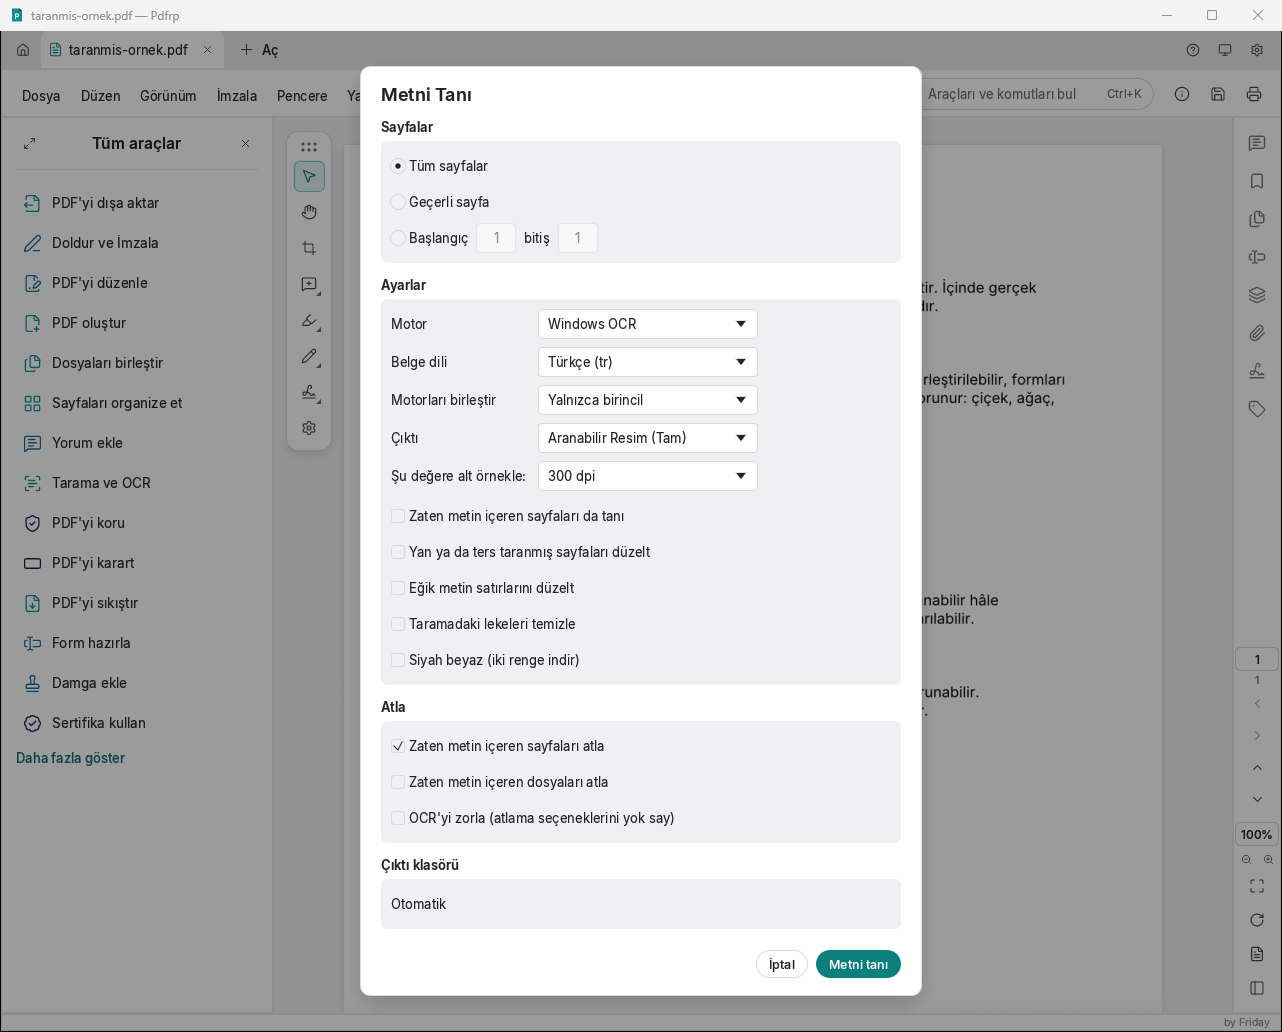 taranmis-ornek.pdf — Pdfrp
taranmis-ornek.pdf
Aç
Dosya Düzen Görünüm İmzala Pencere Ya
Araçları ve komutları bul Ctrl+K
Tüm araçlar
PDF'yi dışa aktar
Doldur ve İmzala
PDF'yi düzenle
PDF oluştur
Dosyaları birleştir
Sayfaları organize et
Yorum ekle
Tarama ve OCR
PDF'yi koru
PDF'yi karart
PDF'yi sıkıştır
Form hazırla
Damga ekle
Sertifika kullan
Daha fazla göster
Metni Tanı
Sayfalar
Tüm sayfalar
Geçerli sayfa
Başlangıç 1 bitiş 1
Ayarlar
Motor Windows OCR
Belge dili Türkçe (tr)
Motorları birleştir Yalnızca birincil
Çıktı Aranabilir Resim (Tam)
Şu değere alt örnekle: 300 dpi
Zaten metin içeren sayfaları da tanı
Yan ya da ters taranmış sayfaları düzelt
Eğik metin satırlarını düzelt
Taramadaki lekeleri temizle
Siyah beyaz (iki renge indir)
Atla
Zaten metin içeren sayfaları atla
Zaten metin içeren dosyaları atla
OCR'yi zorla (atlama seçeneklerini yok say)
Çıktı klasörü
Otomatik
İptal Metni tanı
tir. İçinde gerçek
dır.
rleştirilebilir, formları
orunur: çiçek, ağaç,
nabilir hâle
arılabilir.
runabilir.
r.
1
1
100%
by Friday